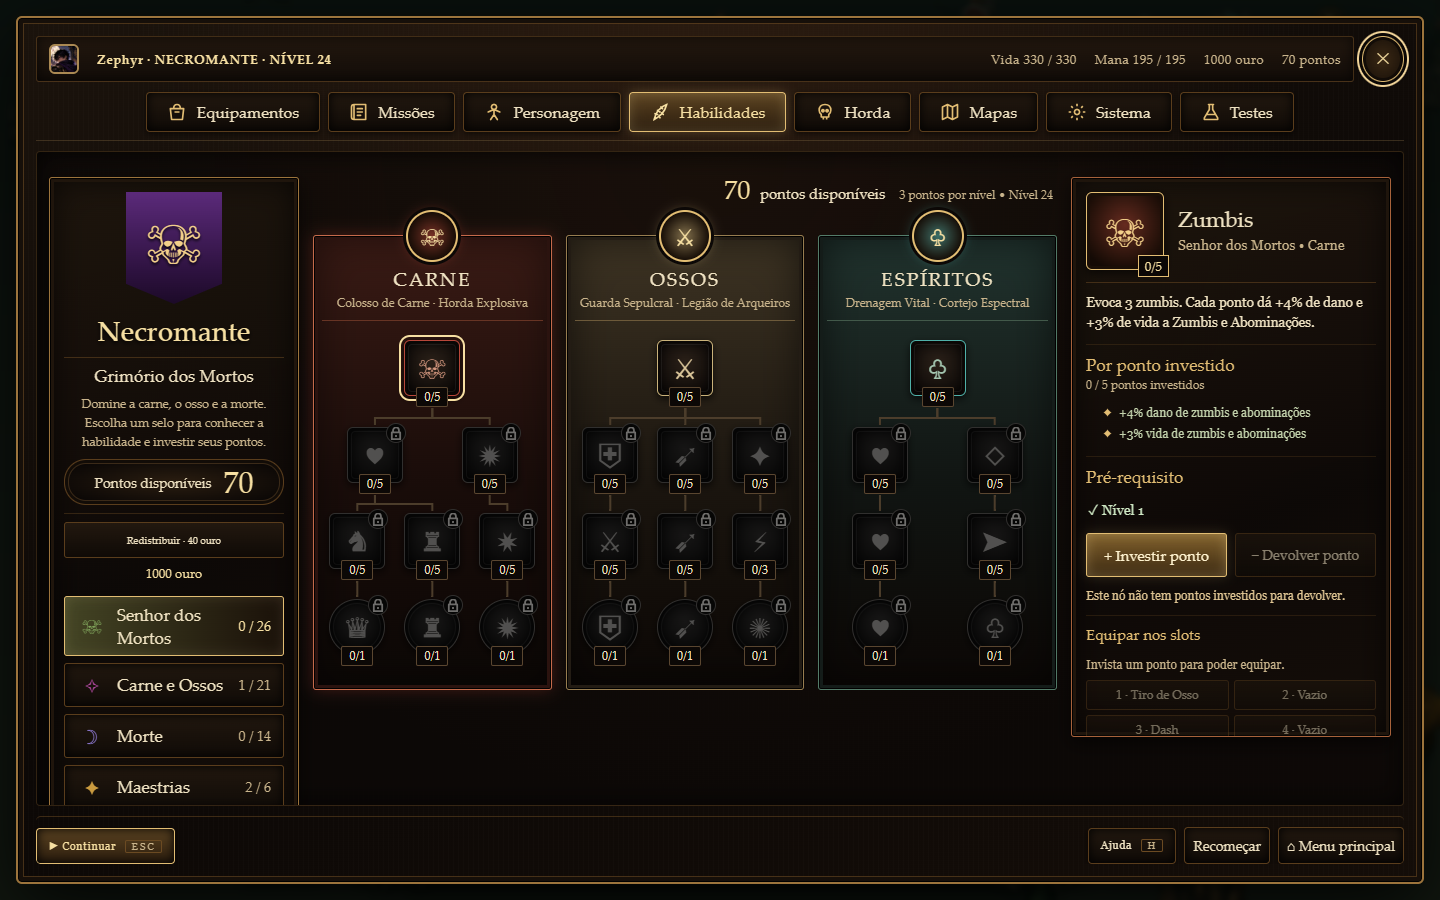 Zephyr · NECROMANTE · NÍVEL 24
Vida 330 / 330 Mana 195 / 195 1000 ouro 70 pontos
Equipamentos Missões Personagem Habilidades Horda Mapas Sistema Testes
Necromante
Grimório dos Mortos
Domine a carne, o osso e a morte.
Escolha um selo para conhecer a
habilidade e investir seus pontos.
Pontos disponíveis 70
Redistribuir · 40 ouro
1000 ouro
Senhor dos
Mortos
0 / 26
Carne e Ossos 1 / 21
Morte 0 / 14
Maestrias 2 / 6
70 pontos disponíveis 3 pontos por nível • Nível 24
CARNE
Colosso de Carne · Horda Explosiva
0/5
0/5 0/5
0/5 0/5 0/5
0/1 0/1 0/1
OSSOS
Guarda Sepulcral · Legião de Arqueiros
0/5
0/5 0/5 0/5
0/5 0/5 0/3
0/1 0/1 0/1
ESPÍRITOS
Drenagem Vital · Cortejo Espectral
0/5
0/5 0/5
0/5 0/5
0/1 0/1
Zumbis
Senhor dos Mortos • Carne
0/5
Evoca 3 zumbis. Cada ponto dá +4% de dano e
+3% de vida a Zumbis e Abominações.
Por ponto investido
0 / 5 pontos investidos
+4% dano de zumbis e abominações
+3% vida de zumbis e abominações
Pré-requisito
✓ Nível 1
+ Investir ponto − Devolver ponto
Este nó não tem pontos investidos para devolver.
Equipar nos slots
Invista um ponto para poder equipar.
1 · Tiro de Osso 2 · Vazio
3 · Dash 4 · Vazio
Continuar ESC
Ajuda H Recomeçar ⌂ Menu principal